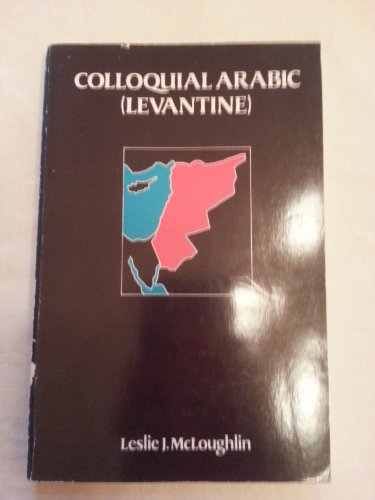 COLLOQUIAL ARABIC
(LEVANTINE)
Leslie J. McLoughlin